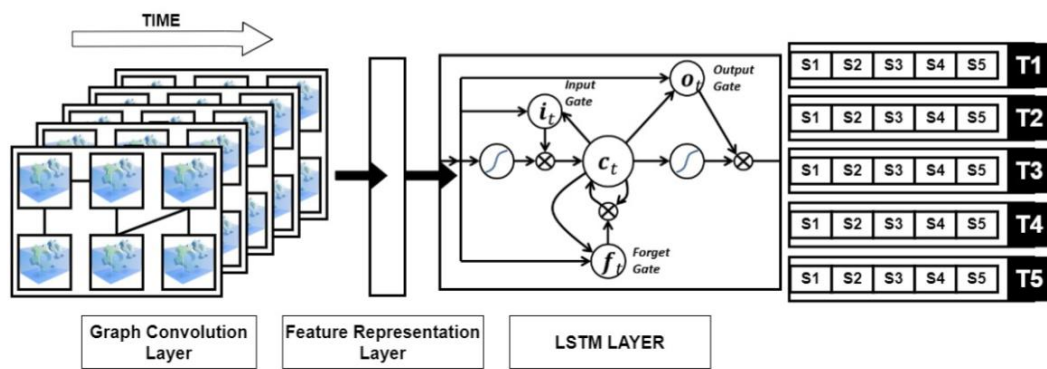 TIME
Input
Gate
Output
Gate
o t
i t
c t
f t
Forget
Gate
S1 S2 S3 S4 S5 T1
S1 S2 S3 S4 S5 T2
S1 S2 S3 S4 S5 T3
S1 S2 S3 S4 S5 T4
S1 S2 S3 S4 S5 T5
Graph Convolution
Layer
Feature Representation
Layer
LSTM LAYER